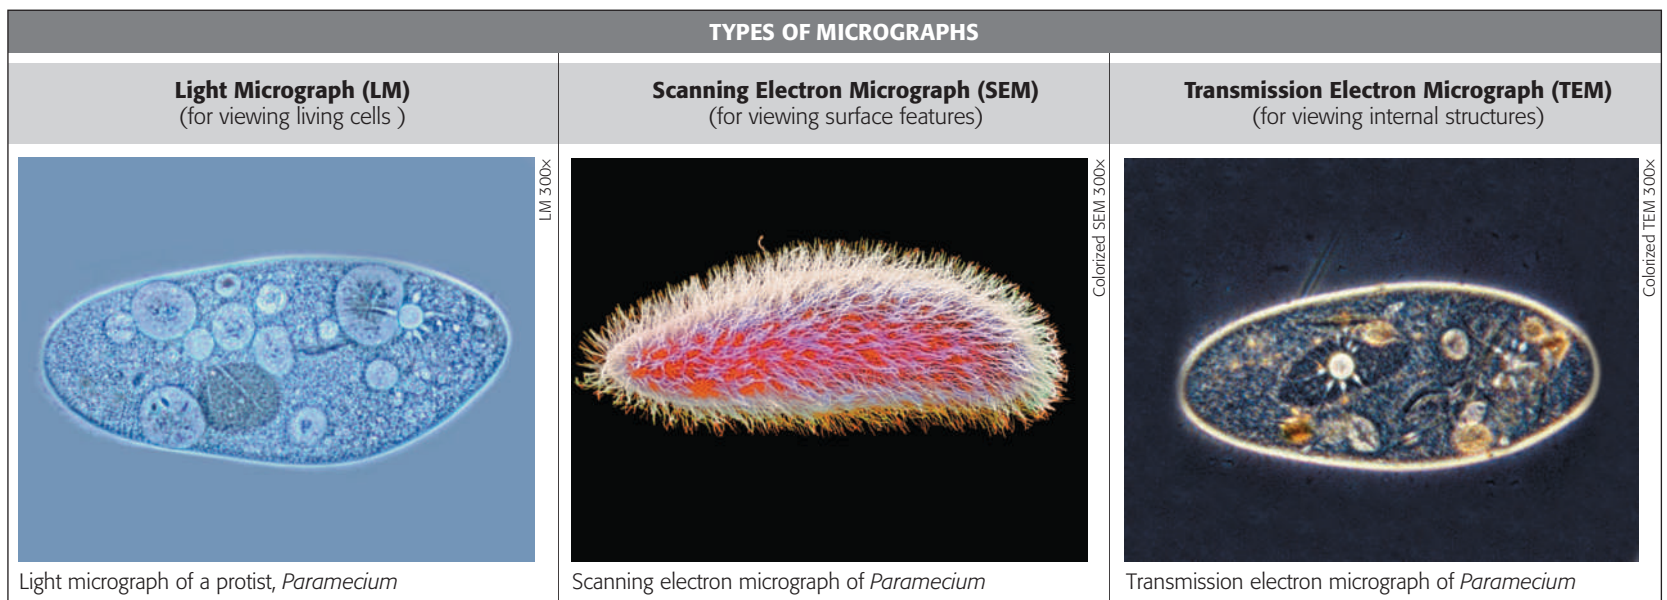 TYPES OF MICROGRAPHS
Light Micrograph (LM)
(for viewing living cells )
Scanning Electron Micrograph (SEM)
(for viewing surface features)
Transmission Electron Micrograph (TEM)
(for viewing internal structures)
LM 300×
Colorized SEM 300×
Colorized TEM 300×
Light micrograph of a protist, Paramecium
Scanning electron micrograph of Paramecium
Transmission electron micrograph of Paramecium